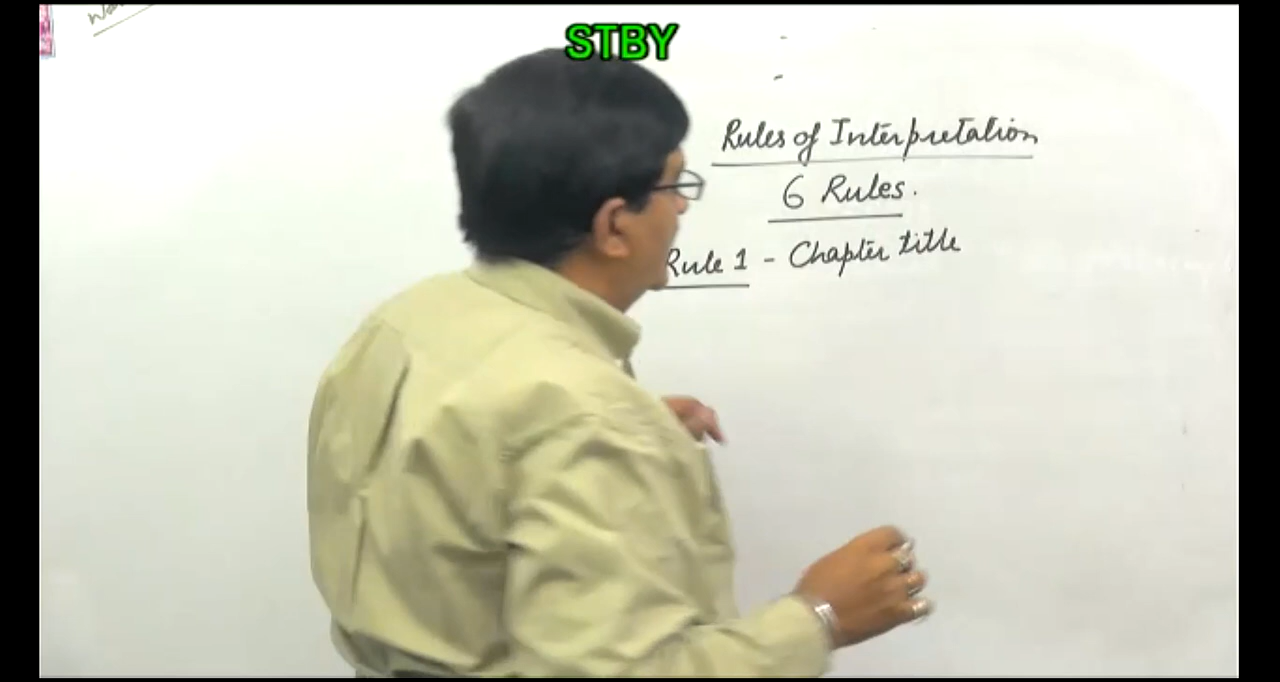 STBY
Rules of Interpretation
6 Rules.
Rule 1 - Chapter title